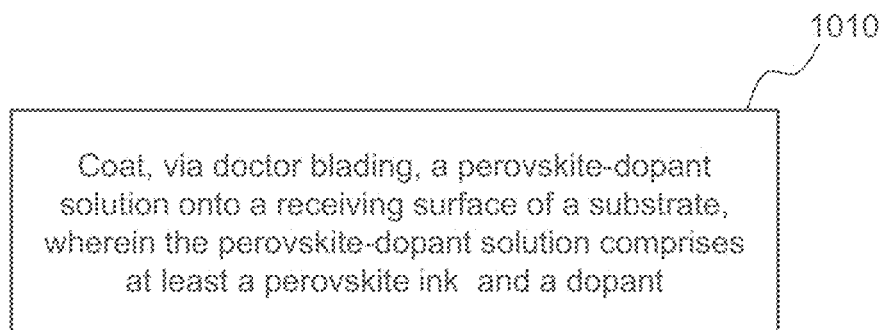 1010
Coat, via doctor blading, a perovskite-dopant
solution onto a receiving surface of a substrate,
wherein the perovskite-dopant solution comprises
at least a perovskite ink and a dopant